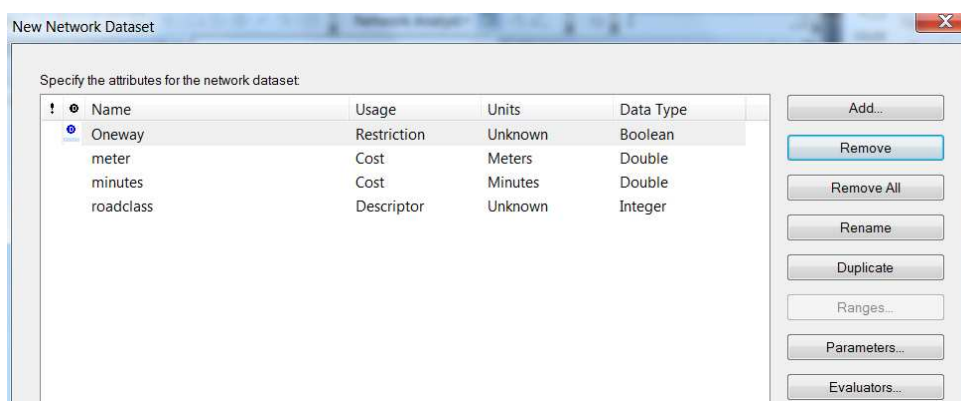 New Network Dataset
X
Specify the attributes for the network dataset:
! Name Usage Units Data Type
Oneway Restriction Unknown Boolean
meter Cost Meters Double
minutes Cost Minutes Double
roadclass Descriptor Unknown Integer
Add...
Remove
Remove All
Rename
Duplicate
Ranges...
Parameters...
Evaluators...